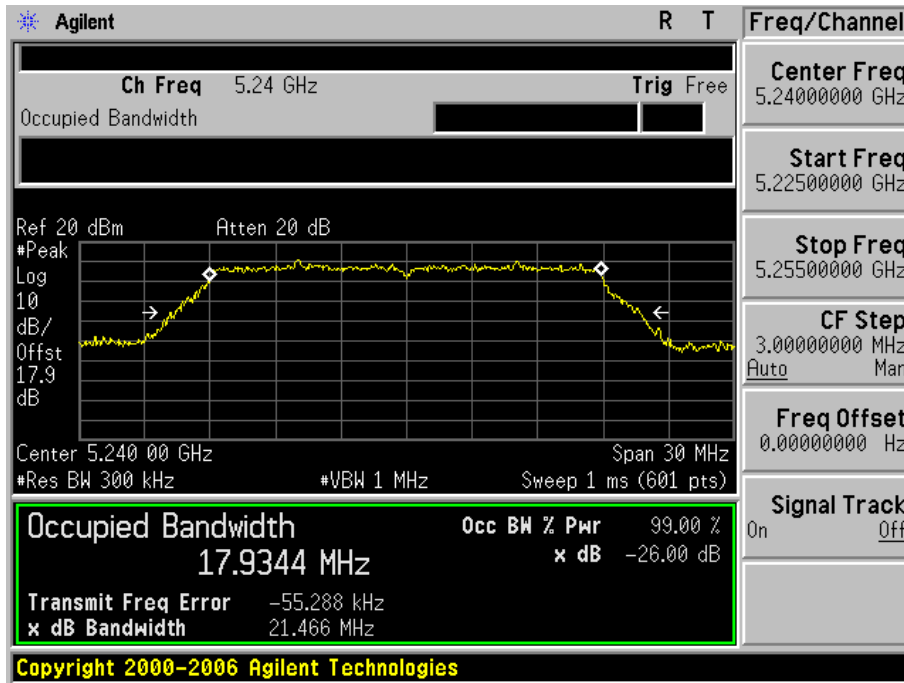 Agilent R T Freq/Channel
Ch Freq 5.24 GHz Trig Free
Occupied Bandwidth
Center Freq
5.24000000 GHz
Start Freq
5.22500000 GHz
Stop Freq
5.25500000 GHz
CF Step
3.00000000 MHz
Auto Man
Freq Offset
0.00000000 Hz
Signal Track
On Off
Ref 20 dBm Atten 20 dB
#Peak
Log
10
dB/
Offst
17.9
dB
Center 5.240 00 GHz Span 30 MHz
#Res BW 300 kHz #VBW 1 MHz Sweep 1 ms (601 pts)
Occupied Bandwidth Occ BW % Pwr 99.00 %
17.9344 MHz x dB -26.00 dB
Transmit Freq Error -55.288 kHz
x dB Bandwidth 21.466 MHz
Copyright 2000-2006 Agilent Technologies